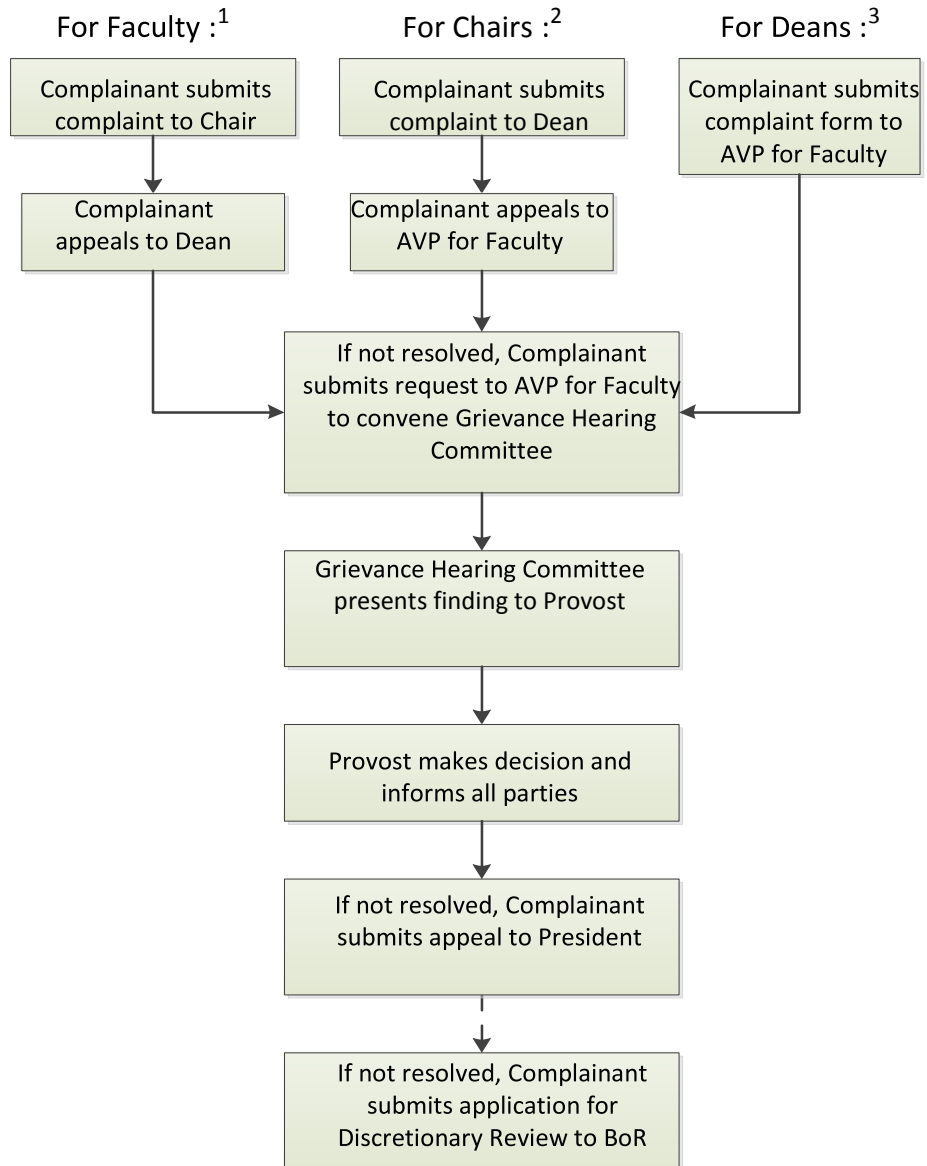 For Faculty :1
For Chairs :2
For Deans :3
Complainant submits
complaint to Chair
Complainant submits
complaint to Dean
Complainant submits
complaint form to
AVP for Faculty
Complainant
appeals to Dean
Complainant appeals to
AVP for Faculty
If not resolved, Complainant
submits request to AVP for Faculty
to convene Grievance Hearing
Committee
Grievance Hearing Committee
presents finding to Provost
Provost makes decision and
informs all parties
If not resolved, Complainant
submits appeal to President
If not resolved, Complainant
submits application for
Discretionary Review to BoR